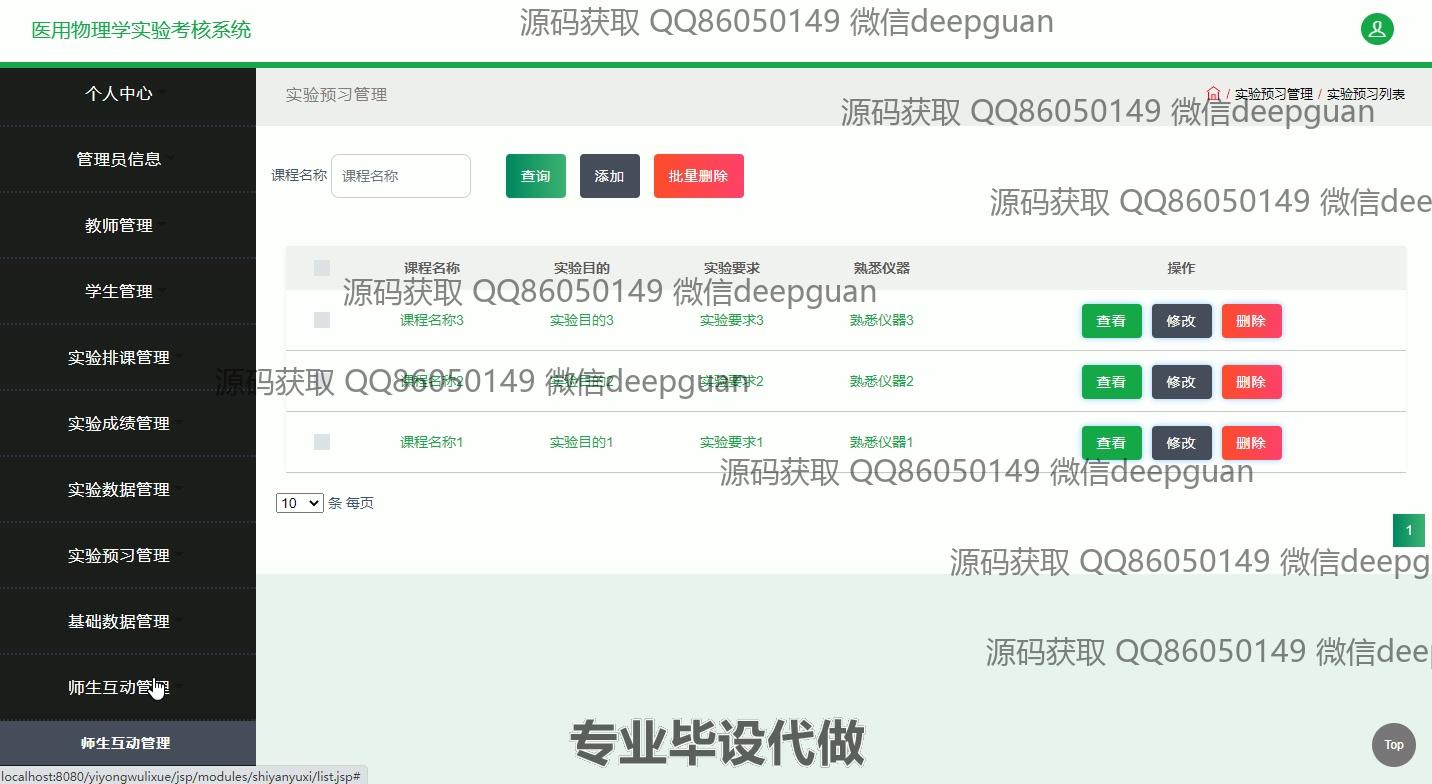 医用物理学实验考核系统
源码获取 QQ86050149 微信deepguan
个人中心
管理员信息
教师管理
学生管理
实验排课管理
实验成绩管理
实验数据管理
实验预习管理
基础数据管理
师生互动管理
师生互动管理
实验预习管理
/ 实验预习管理 / 实验预习列表
源码获取 QQ86050149 微信deepguan
课程名称 课程名称 查询 添加 批量删除
源码获取 QQ86050149 微信dee
课程名称 实验目的 实验要求 熟悉仪器 操作
源码获取 QQ86050149 微信deepguan
课程名称3 实验目的3 实验要求3 熟悉仪器3 查看 修改 删除
课程名称2 实验目的2 实验要求2 熟悉仪器2 查看 修改 删除
源码获取 QQ86050149 微信deepguan
课程名称1 实验目的1 实验要求1 熟悉仪器1 查看 修改 删除
源码获取 QQ86050149 微信deepguan
10 条 每页
1
源码获取 QQ86050149 微信deepg
源码获取 QQ86050149 微信dee
专业毕设代做
Top
localhost:8080/yiyongwulixue/jsp/modules/shiyanyuxi/list.jsp#